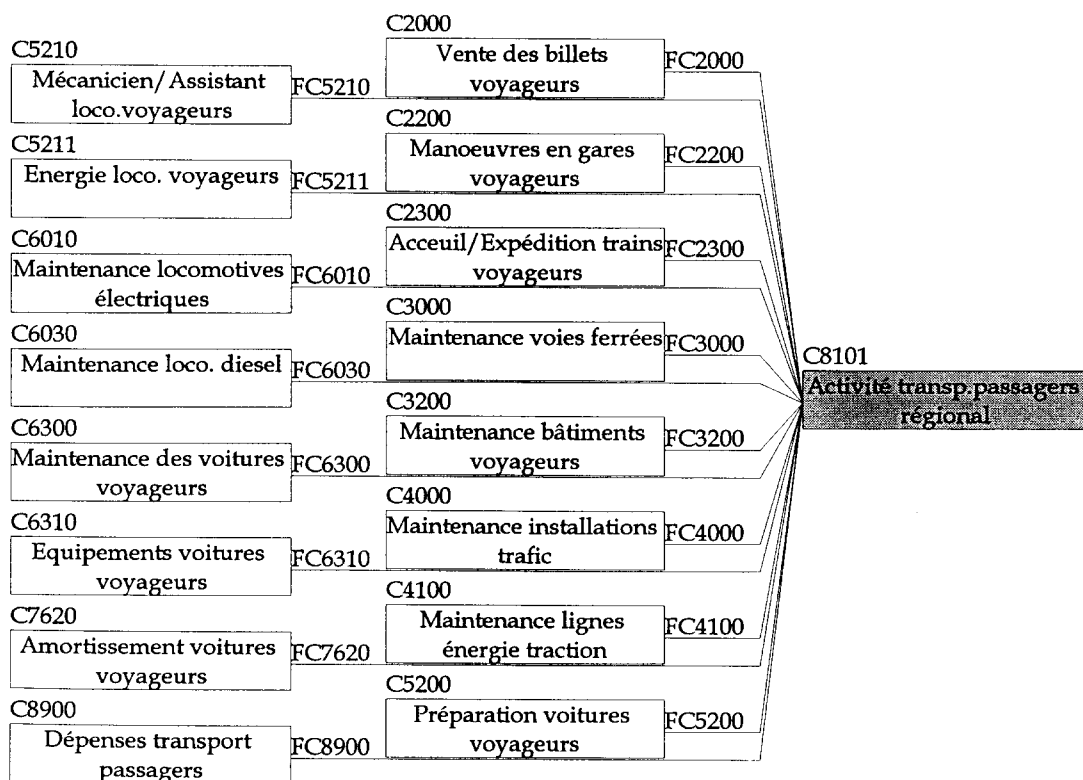 C5210
Mécanicien/Assistant
loco.voyageurs
FC5210
C5211
Energie loco. voyageurs
FC5211
C6010
Maintenance locomotives
électriques
FC6010
C6030
Maintenance loco. diesel
FC6030
C6300
Maintenance des voitures
voyageurs
FC6300
C6310
Equipements voitures
voyageurs
FC6310
C7620
Amortissement voitures
voyageurs
FC7620
C8900
Dépenses transport
passagers
FC8900
C2000
Vente des billets
voyageurs
FC2000
C2200
Manoeuvres en gares
voyageurs
FC2200
C2300
Acceuil/Expédition trains
voyageurs
FC2300
C3000
Maintenance voies ferrées
FC3000
C3200
Maintenance bâtiments
voyageurs
FC3200
C4000
Maintenance installations
trafic
FC4000
C4100
Maintenance lignes
énergie traction
FC4100
C5200
Préparation voitures
voyageurs
FC5200
C8101
Activité transp.passagers
régional